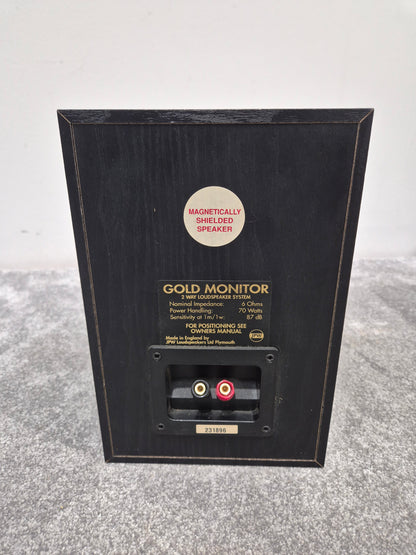 MAGNETICALLY
SHIELDED
SPEAKER
GOLD MONITOR
2 WAY LOUDSPEAKER SYSTEM
Nominal Impedance: 6 Ohms
Power Handling: 70 Watts
Sensitivity at 1m/1w: 87 dB
FOR POSITIONING SEE
OWNERS MANUAL
JPW
Made in England by
JPW Loudspeakers Ltd Plymouth
231896